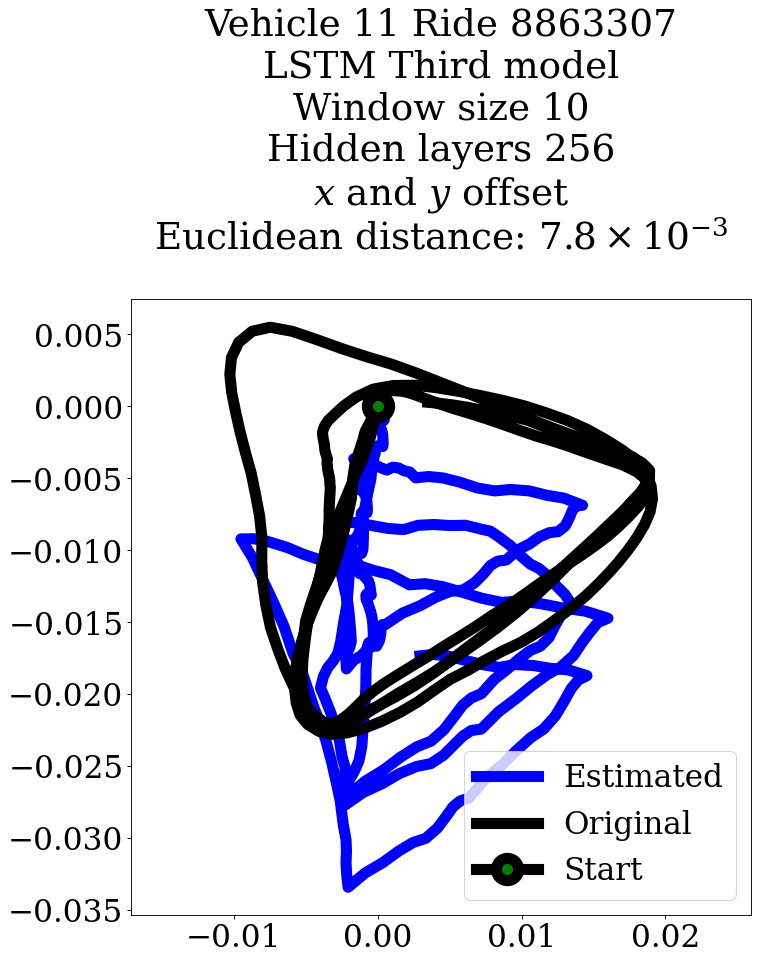 Vehicle 11 Ride 8863307
LSTM Third model
Window size 10
Hidden layers 256
x and y offset
Euclidean distance: 7.8 × 10⁻³
0.005
0.000
−0.005
−0.010
−0.015
−0.020
−0.025
−0.030
−0.035
Estimated
Original
Start
−0.01 0.00 0.01 0.02